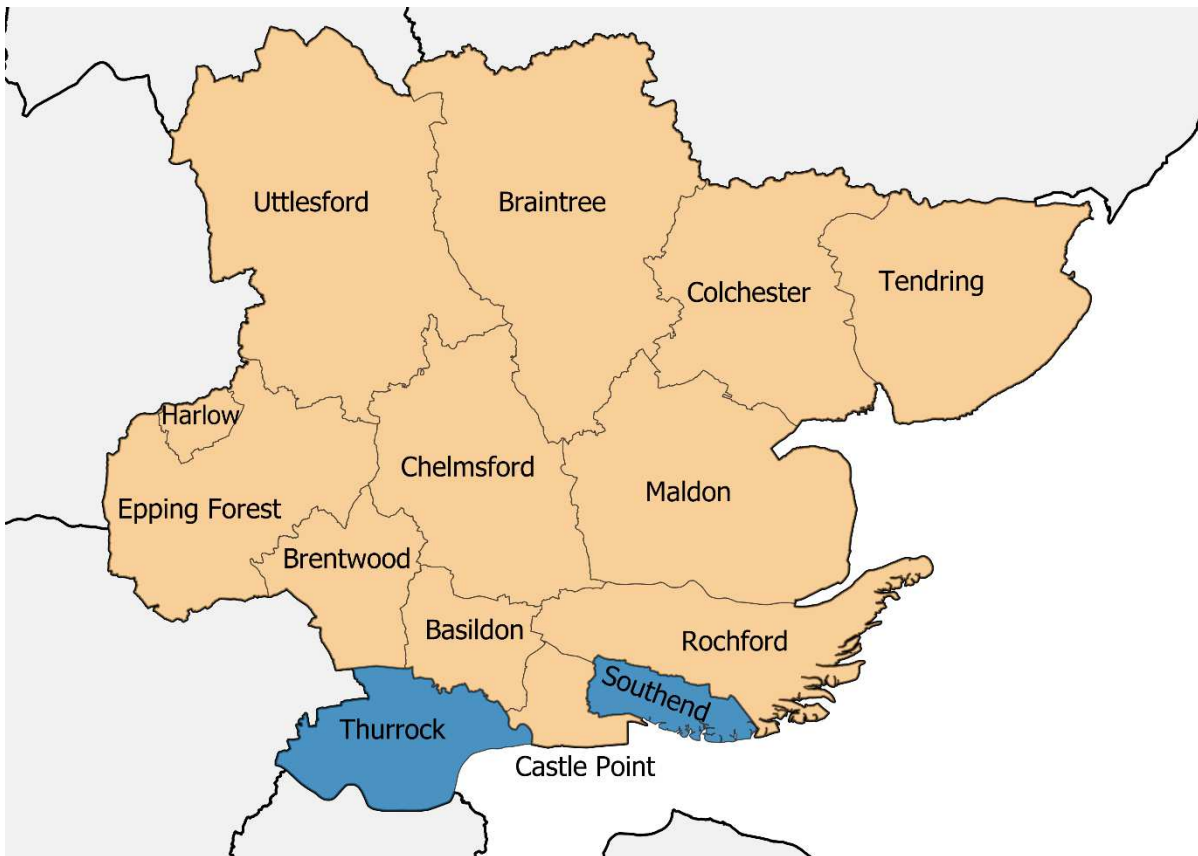 Uttlesford
Braintree
Colchester
Tendring
Harlow
Chelmsford
Maldon
Epping Forest
Brentwood
Basildon
Rochford
Southend
Thurrock
Castle Point